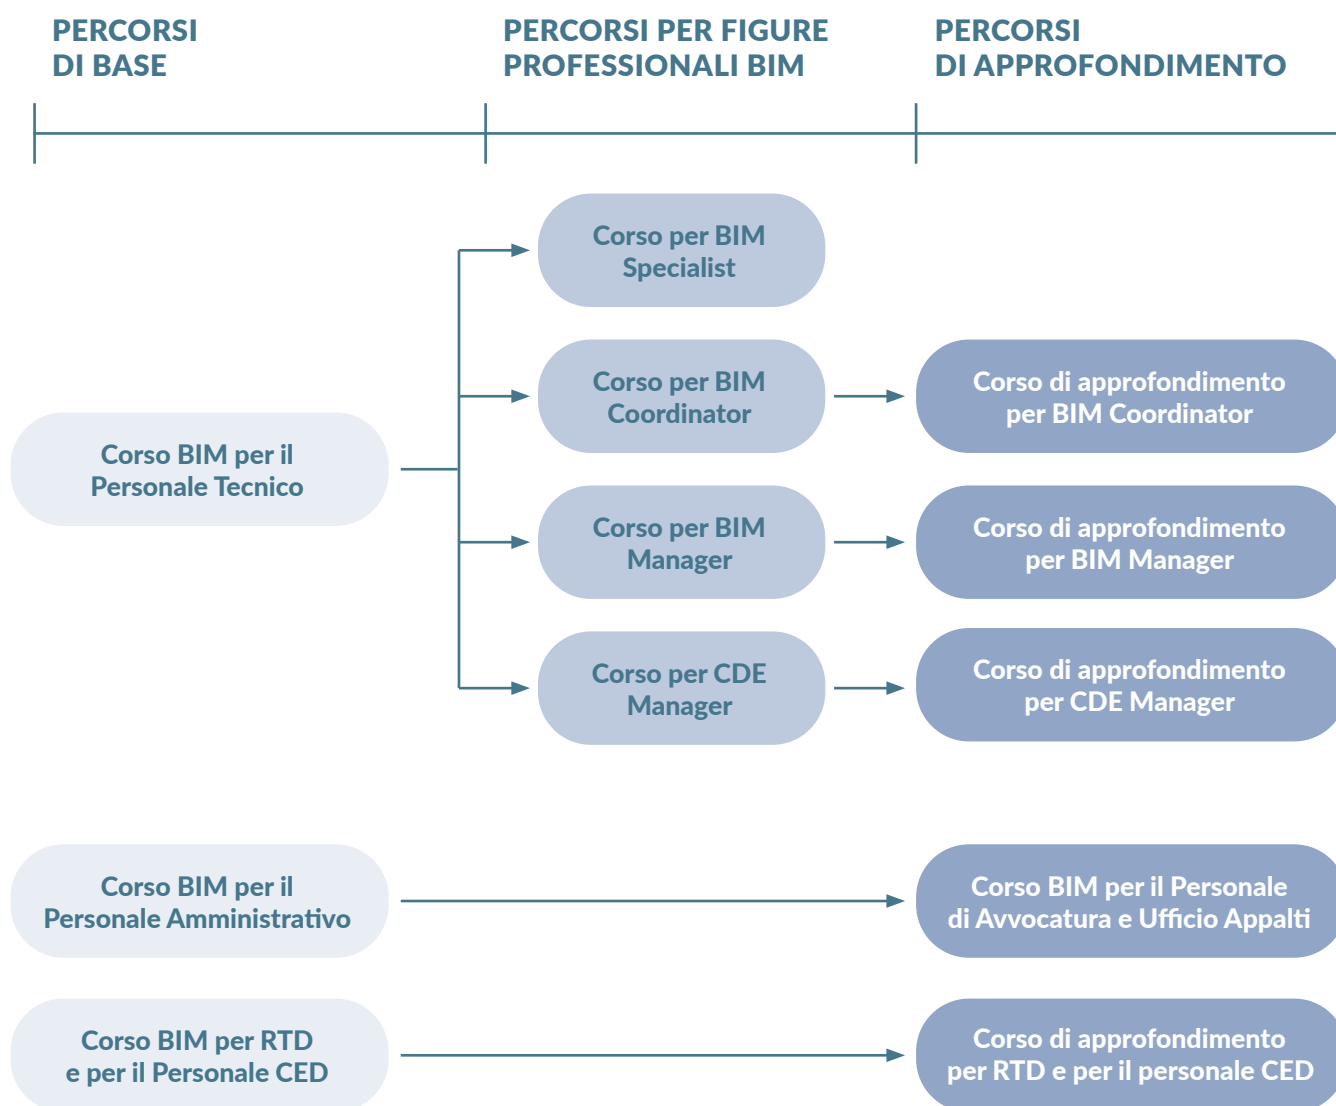 PERCORSI
DI BASE
PERCORSI PER FIGURE
PROFESSIONALI BIM
PERCORSI
DI APPROFONDIMENTO
Corso per BIM
Specialist
Corso BIM per il
Personale Tecnico
Corso per BIM
Coordinator
Corso di approfondimento
per BIM Coordinator
Corso per BIM
Manager
Corso di approfondimento
per BIM Manager
Corso per CDE
Manager
Corso di approfondimento
per CDE Manager
Corso BIM per il
Personale Amministrativo
Corso BIM per il Personale
di Avvocatura e Ufficio Appalti
Corso BIM per RTD
e per il Personale CED
Corso di approfondimento
per RTD e per il personale CED